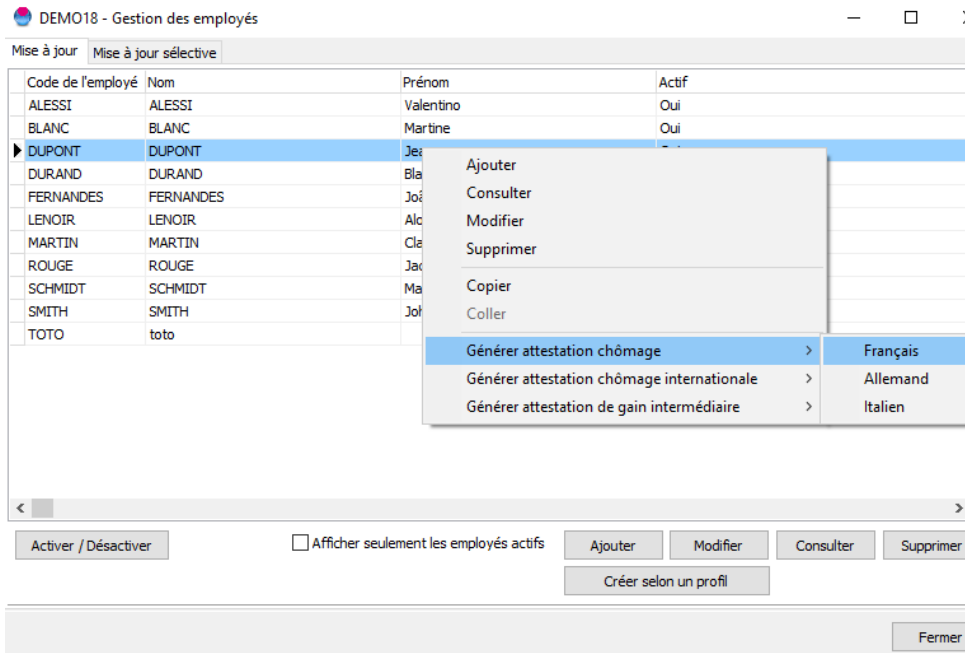 DEMO18 - Gestion des employés
Mise à jour Mise à jour sélective
Code de l'employé Nom Prénom Actif
ALESSI ALESSI Valentino Oui
BLANC BLANC Martine Oui
DUPONT DUPONT
DURAND DURAND
FERNANDES FERNANDES
LENOIR LENOIR
MARTIN MARTIN
ROUGE ROUGE
SCHMIDT SCHMIDT
SMITH SMITH
TOTO toto
Ajouter
Consulter
Modifier
Supprimer
Copier
Coller
Générer attestation chômage > Français
Générer attestation chômage internationale > Allemand
Générer attestation de gain intermédiaire > Italien
Activer / Désactiver Afficher seulement les employés actifs Ajouter Modifier Consulter Supprimer
Créer selon un profil
Fermer